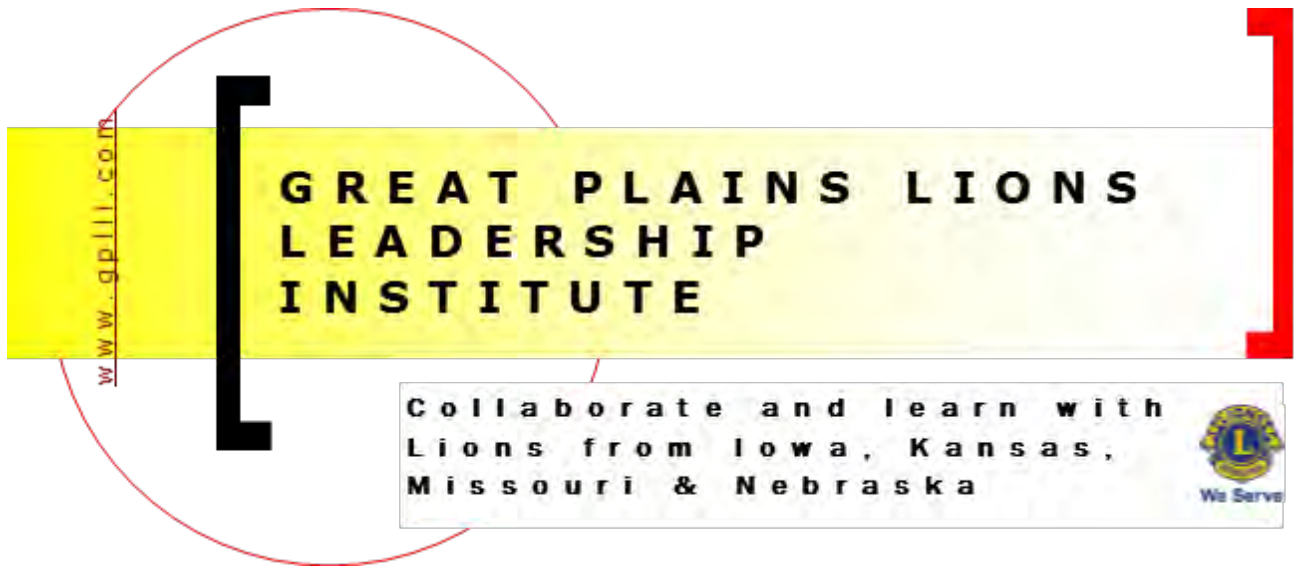 www.gplli.com
GREAT PLAINS LIONS
LEADERSHIP
INSTITUTE
Collaborate and learn with
Lions from Iowa, Kansas,
Missouri & Nebraska
L
We Serve